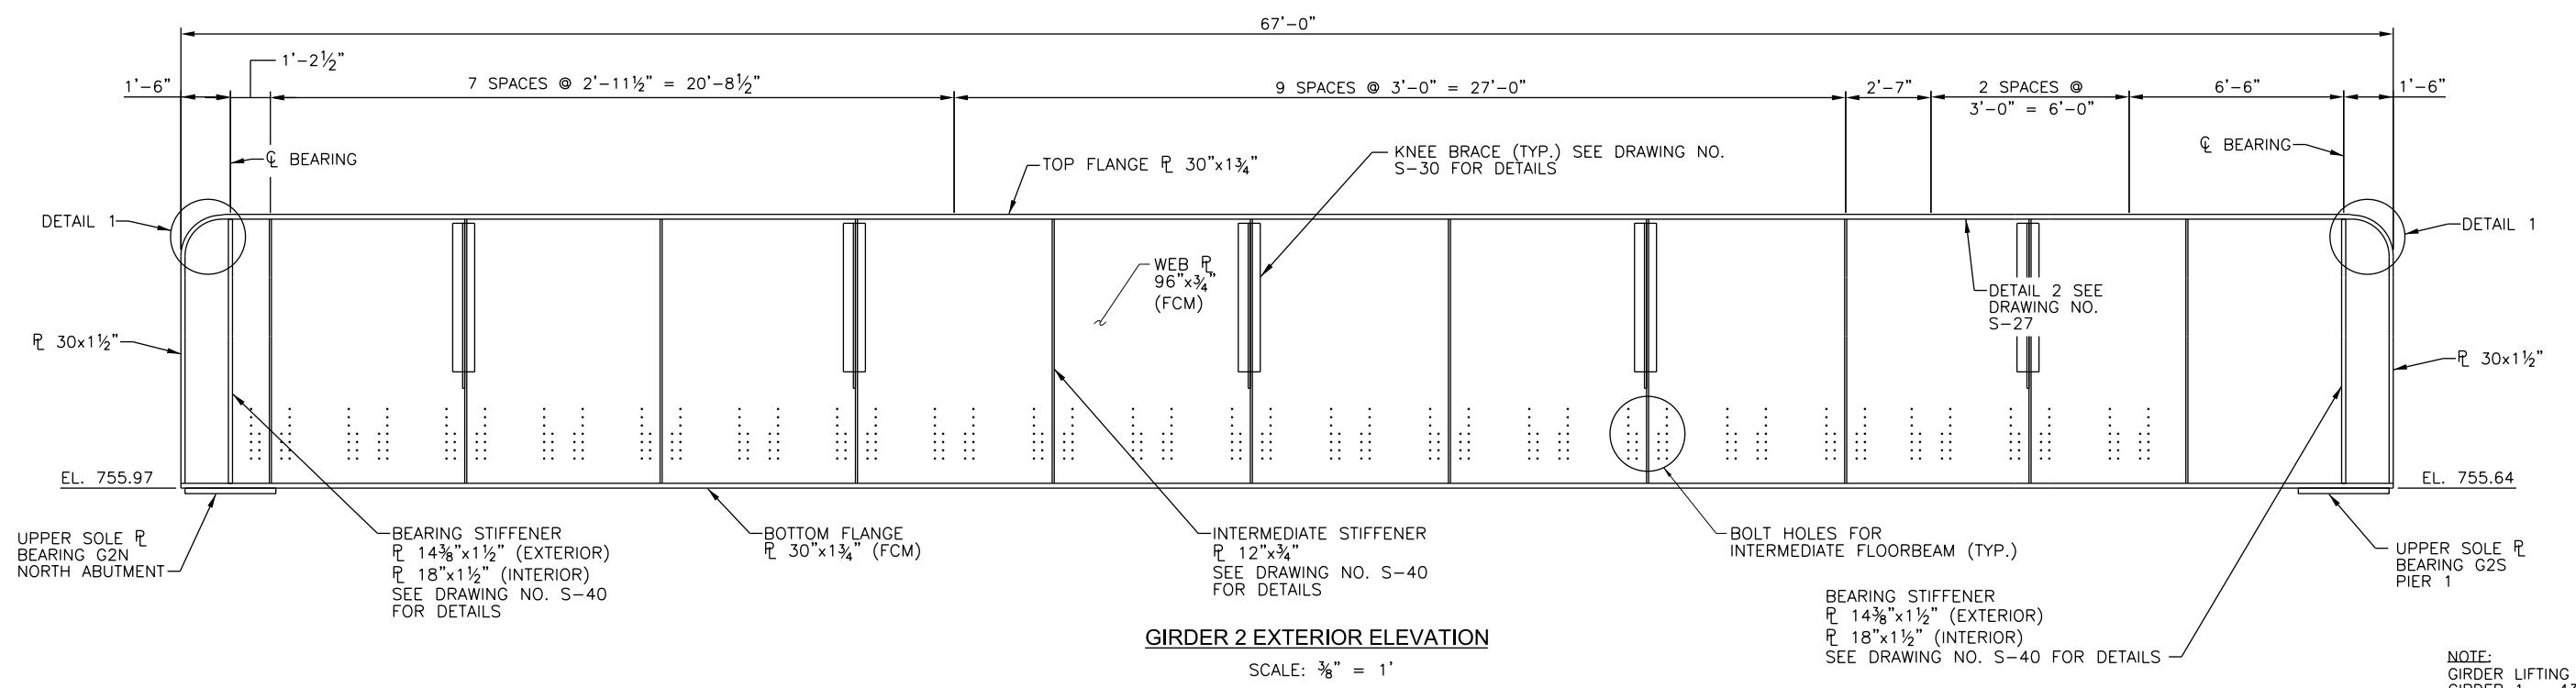 67'-0"
1'-2½"
1'-6"
7 SPACES @ 2'-11½" = 20'-8½"
9 SPACES @ 3'-0" = 27'-0"
2'-7"
2 SPACES @
3'-0" = 6'-0"
6'-6"
1'-6"
℄ BEARING
TOP FLANGE ⅊ 30"x1¾"
KNEE BRACE (TYP.) SEE DRAWING NO.
S-30 FOR DETAILS
℄ BEARING
DETAIL 1
DETAIL 1
WEB ⅊
96"x¾"
(FCM)
DETAIL 2 SEE
DRAWING NO.
S-27
⅊ 30x1½"
⅊ 30x1½"
EL. 755.97
EL. 755.64
UPPER SOLE ⅊
BEARING G2N
NORTH ABUTMENT
BEARING STIFFENER
⅊ 14⅜"x1½" (EXTERIOR)
⅊ 18"x1½" (INTERIOR)
SEE DRAWING NO. S-40
FOR DETAILS
BOTTOM FLANGE
⅊ 30"x1¾" (FCM)
INTERMEDIATE STIFFENER
⅊ 12"x¾"
SEE DRAWING NO. S-40
FOR DETAILS
BOLT HOLES FOR
INTERMEDIATE FLOORBEAM (TYP.)
UPPER SOLE ⅊
BEARING G2S
PIER 1
BEARING STIFFENER
⅊ 14⅜"x1½" (EXTERIOR)
⅊ 18"x1½" (INTERIOR)
SEE DRAWING NO. S-40 FOR DETAILS
GIRDER 2 EXTERIOR ELEVATION
SCALE: ⅜" = 1'
NOTE:
GIRDER LIFTING